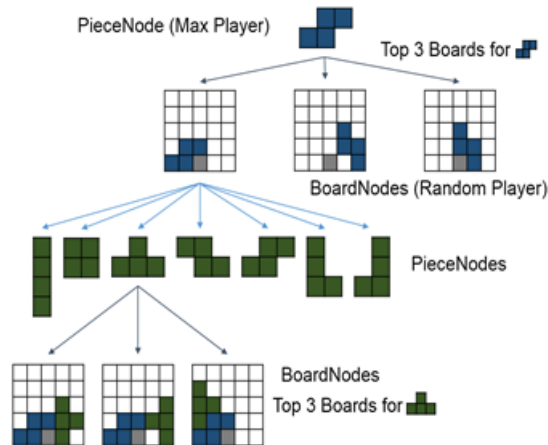 PieceNode (Max Player)
Top 3 Boards for
BoardNodes (Random Player)
PieceNodes
BoardNodes
Top 3 Boards for